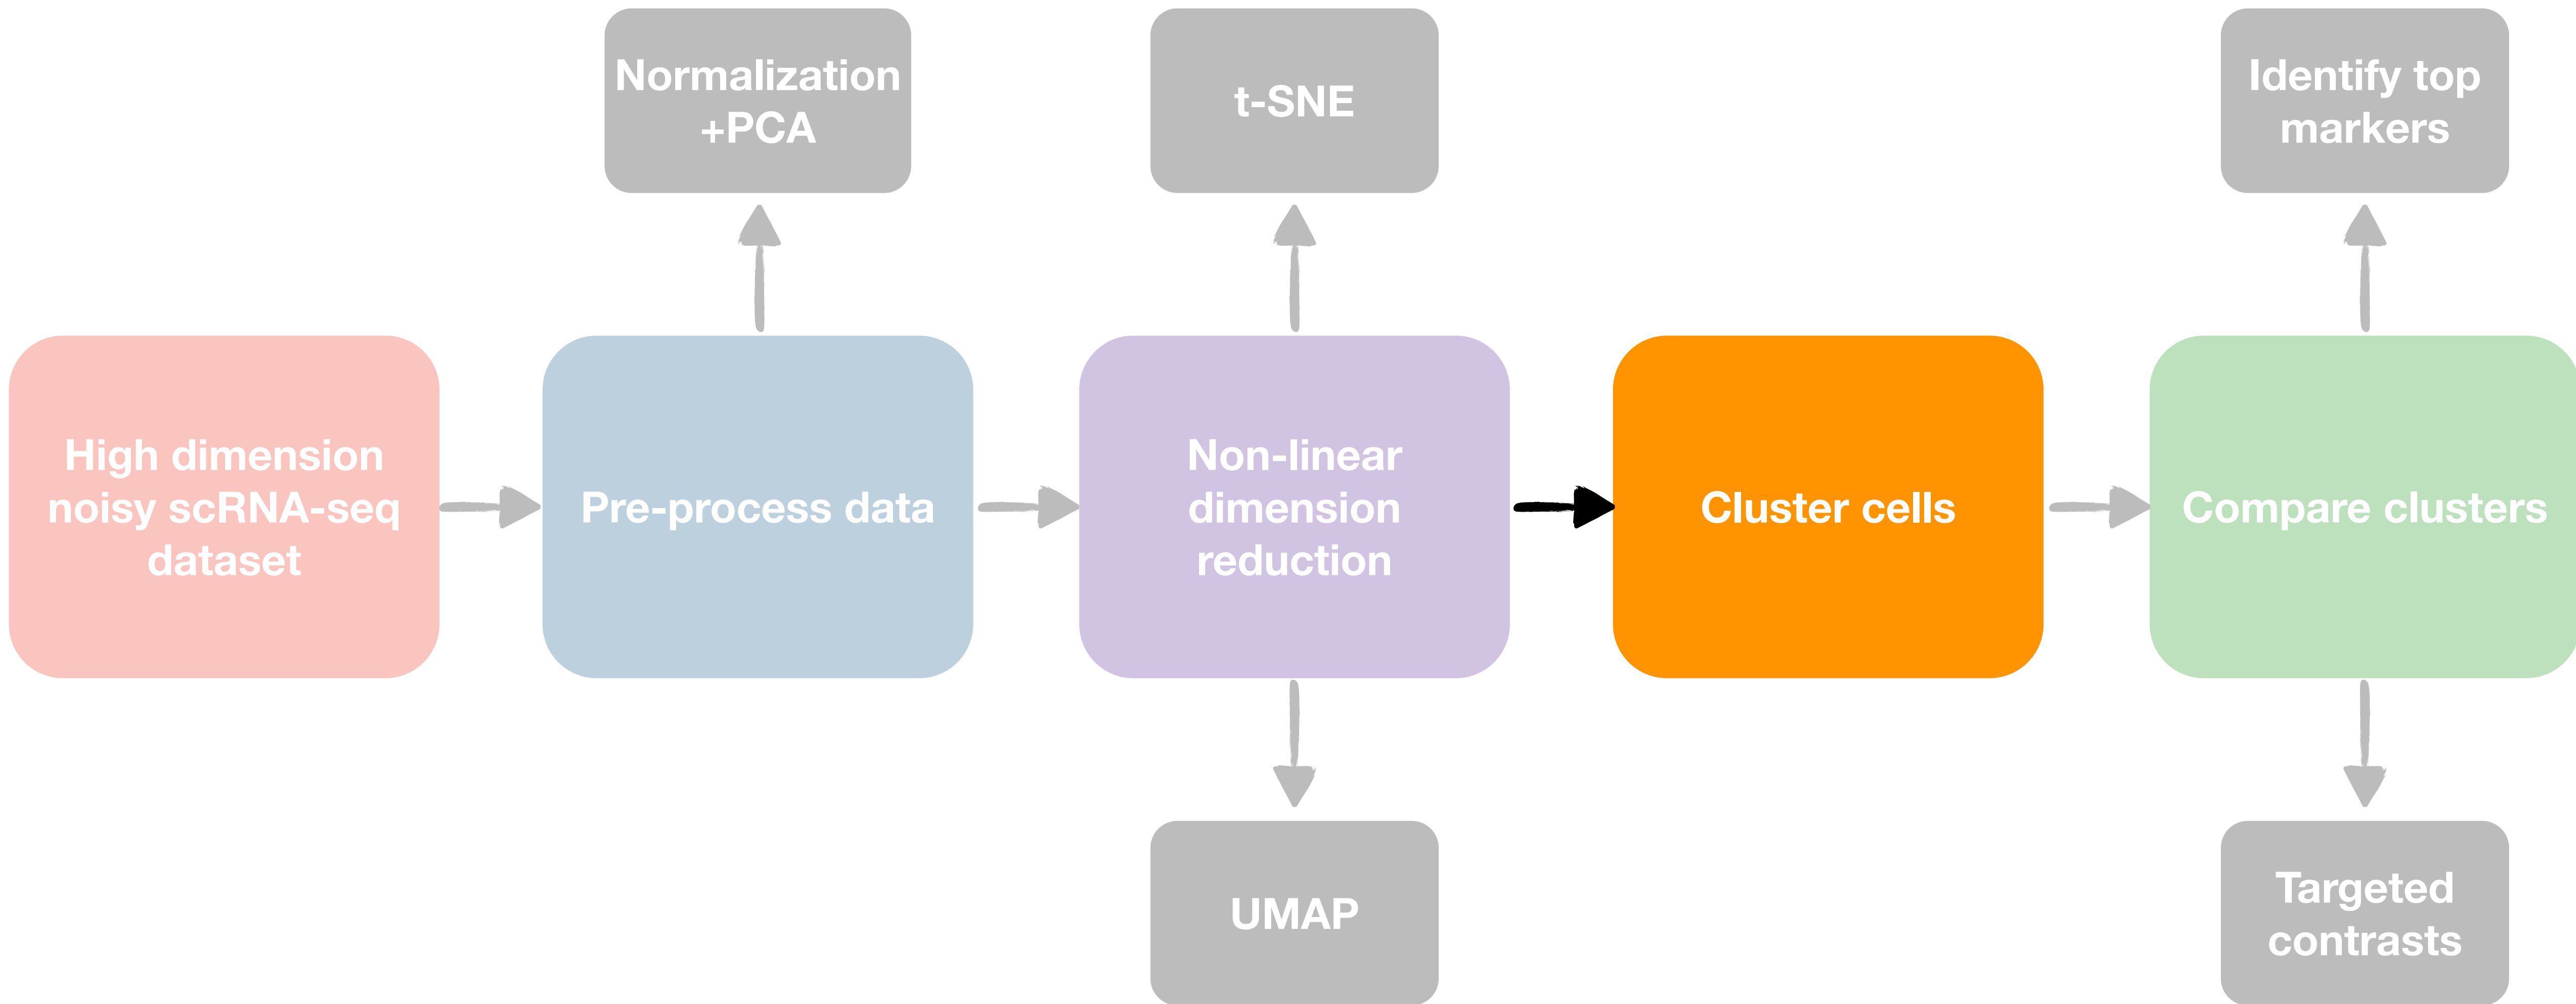 Normalization
+PCA
t-SNE
Identify top
markers
High dimension
noisy scRNA-seq
dataset
Pre-process data
Non-linear
dimension
reduction
Cluster cells
Compare clusters
UMAP
Targeted
contrasts